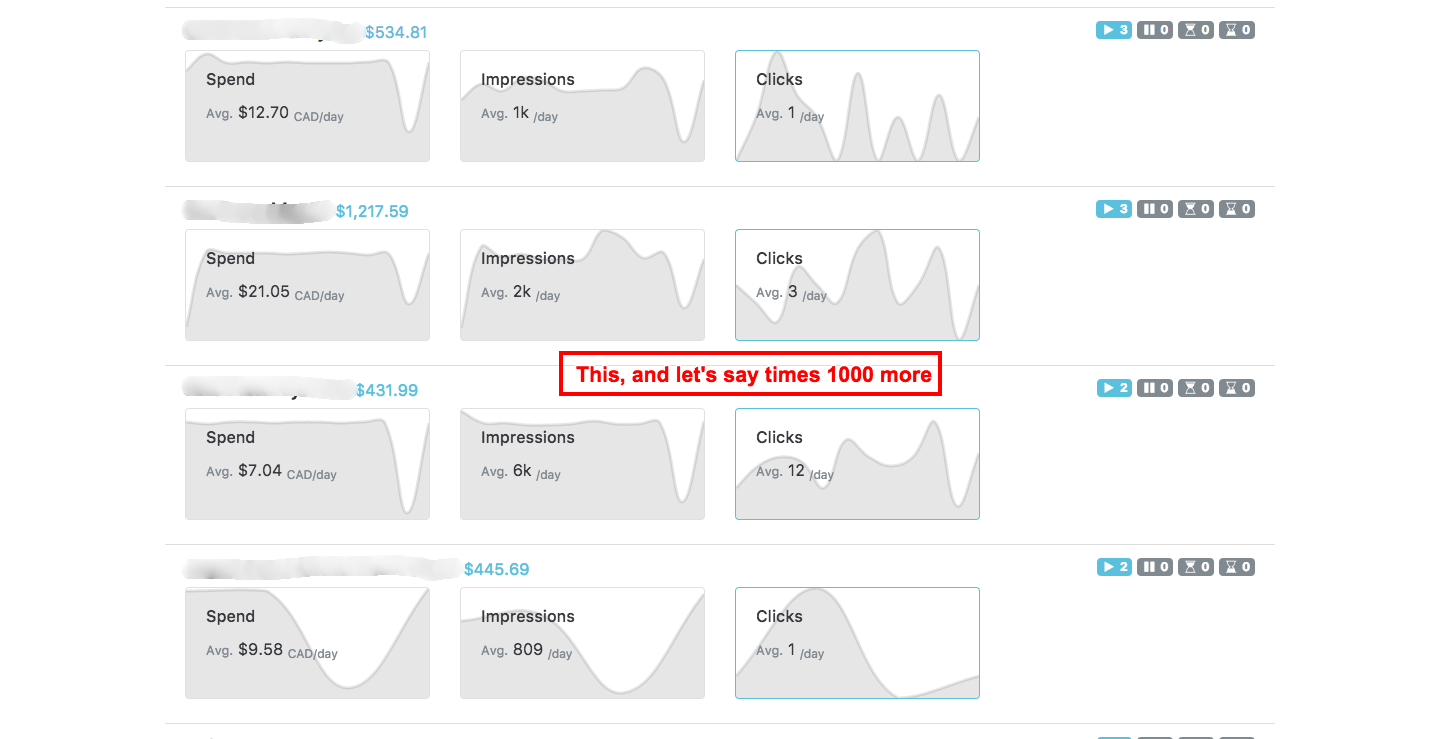 $534.81 3 0 0 0
Spend Impressions Clicks
Avg. $12.70 CAD/day Avg. 1k /day Avg. 1 /day
$1,217.59 3 0 0 0
Spend Impressions Clicks
Avg. $21.05 CAD/day Avg. 2k /day Avg. 3 /day
This, and let's say times 1000 more
$431.99 2 0 0 0
Spend Impressions Clicks
Avg. $7.04 CAD/day Avg. 6k /day Avg. 12 /day
$445.69 2 0 0 0
Spend Impressions Clicks
Avg. $9.58 CAD/day Avg. 809 /day Avg. 1 /day